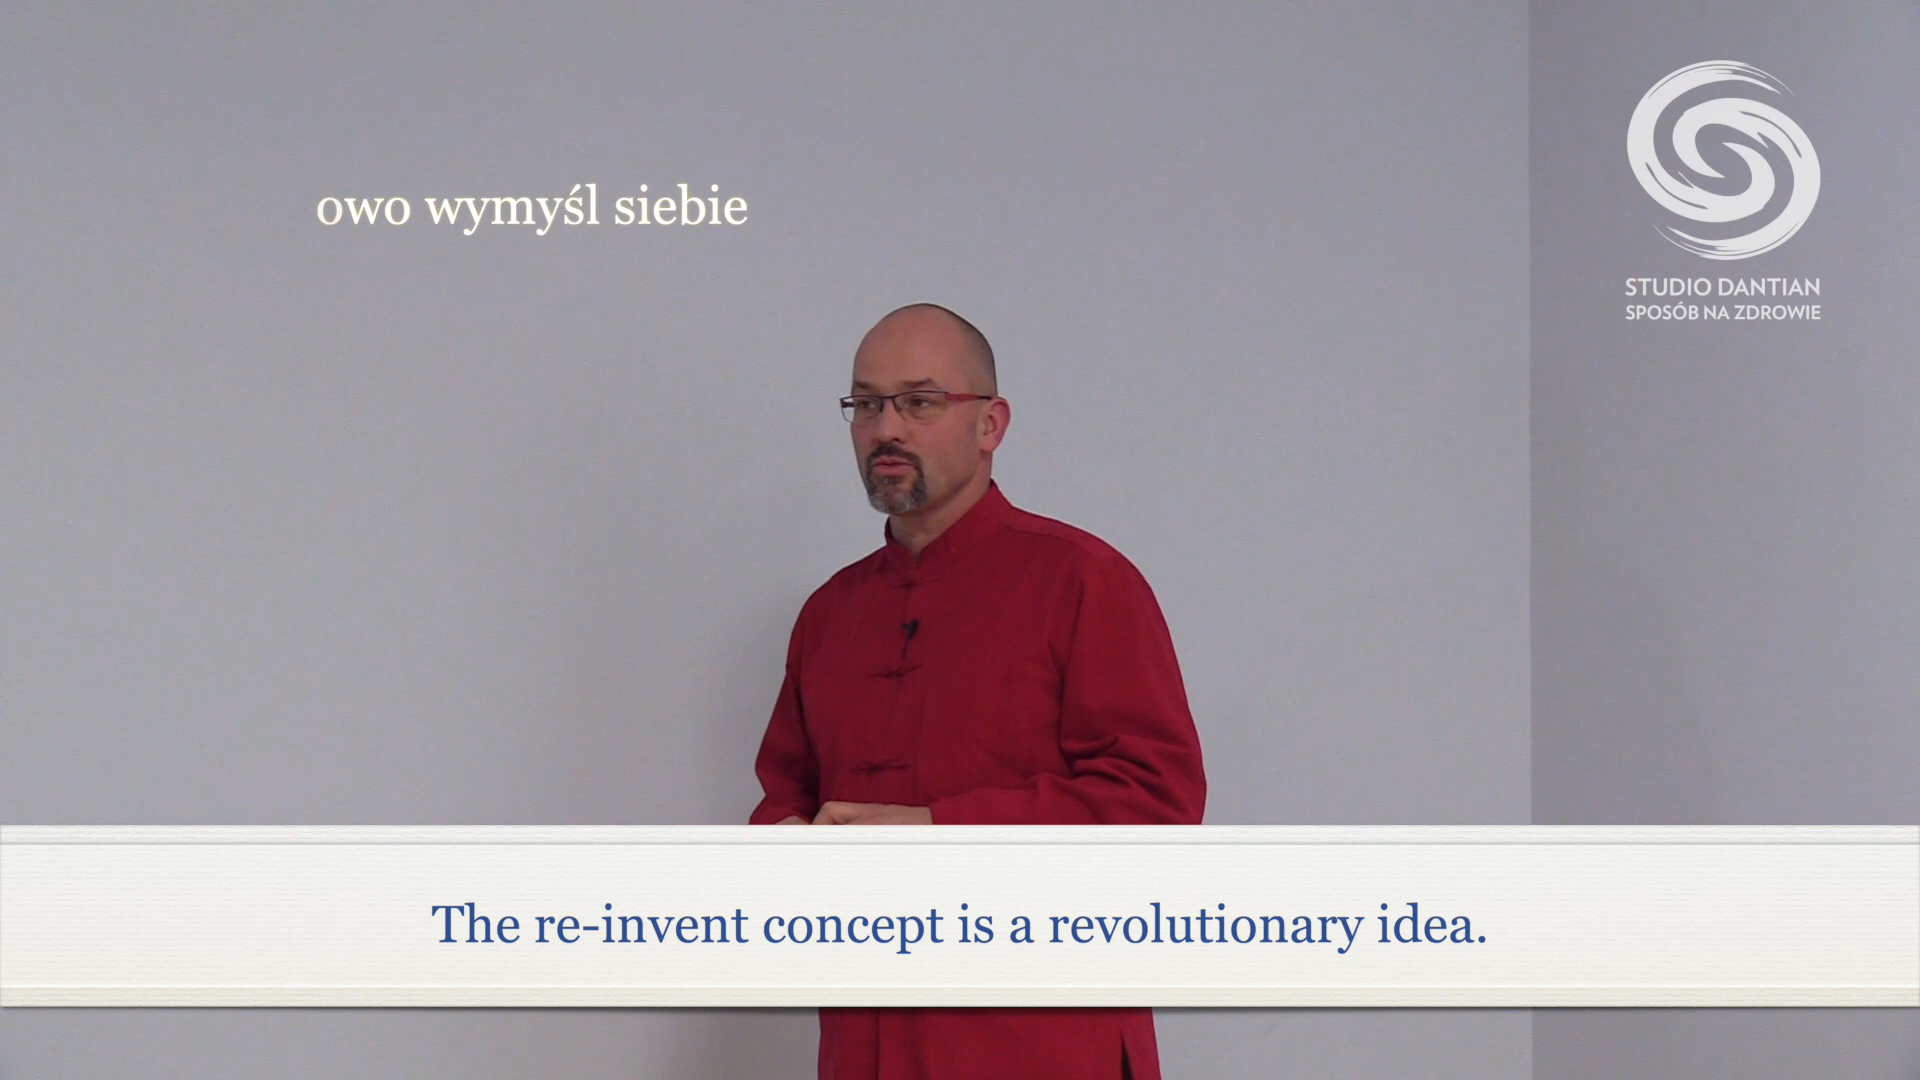 owo wymyśl siebie
STUDIO DANTIAN
SPOSÓB NA ZDROWIE
The re-invent concept is a revolutionary idea.